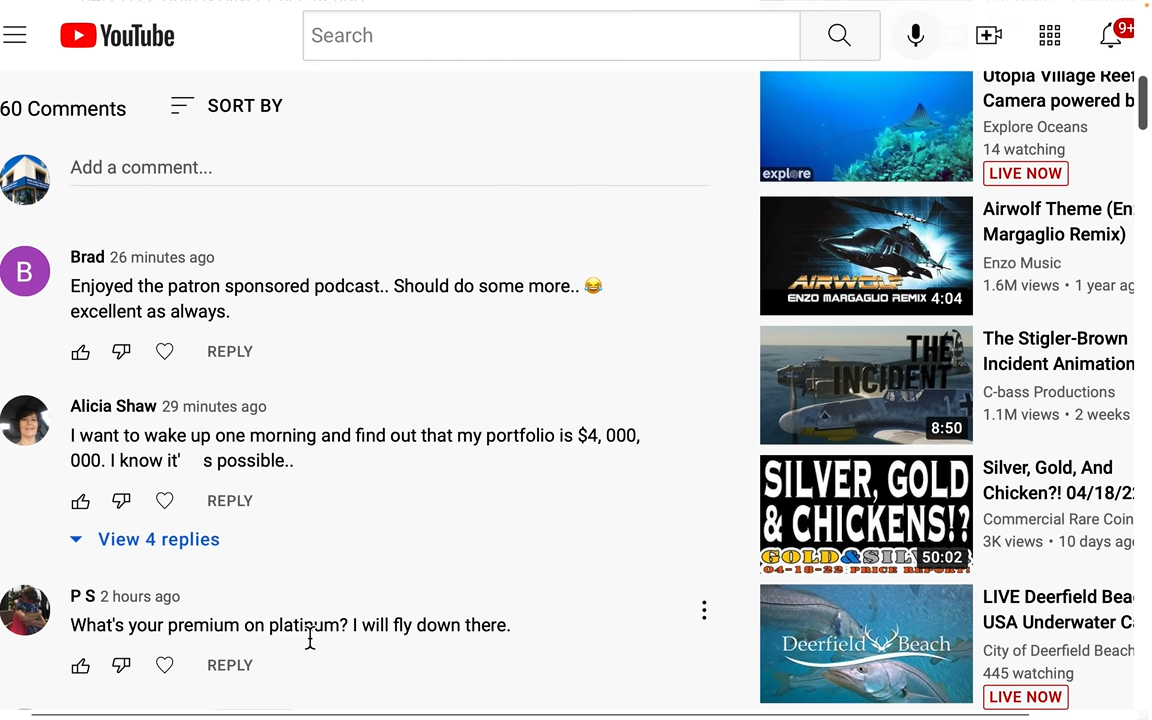 YouTube
Search
9+
60 Comments
SORT BY
Add a comment...
B
Brad 26 minutes ago
Enjoyed the patron sponsored podcast.. Should do some more.. 😂
excellent as always.
REPLY
Alicia Shaw 29 minutes ago
I want to wake up one morning and find out that my portfolio is $4, 000,
000. I know it' s possible..
REPLY
View 4 replies
P S 2 hours ago
What's your premium on platinum? I will fly down there.
REPLY
explore
Utopia Village Reef
Camera powered b
Explore Oceans
14 watching
LIVE NOW
AIRWOLF
ENZO MARGAGLIO REMIX 4:04
Airwolf Theme (En
Margaglio Remix)
Enzo Music
1.6M views • 1 year ag
THE
INCIDENT
8:50
The Stigler-Brown
Incident Animation
C-bass Productions
1.1M views • 2 weeks
SILVER, GOLD
& CHICKENS!?
GOLD & SIL
50:02
04-18-22 PRICE REPORT!
Silver, Gold, And
Chicken?! 04/18/2
Commercial Rare Coin
3K views • 10 days ag
Deerfield Beach
LIVE Deerfield Bea
USA Underwater C
City of Deerfield Beach
445 watching
LIVE NOW